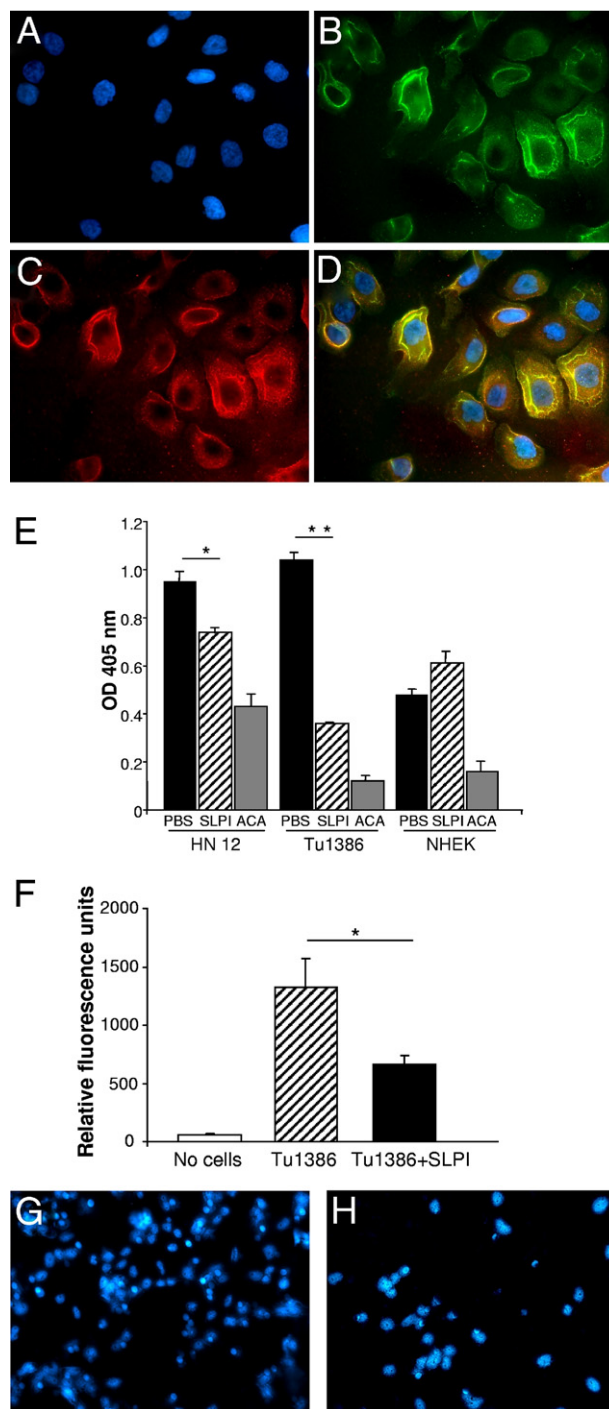 A
B
C
D
E
1.2
* **
1.0
0.8
0.6
0.4
0.2
0
OD 405 nm
PBS SLPI ACA PBS SLPI ACA PBS SLPI ACA
HN 12 Tu1386 NHEK
F
2000
*
1500
1000
500
0
Relative fluorescence units
No cells Tu1386 Tu1386+SLPI
G
H